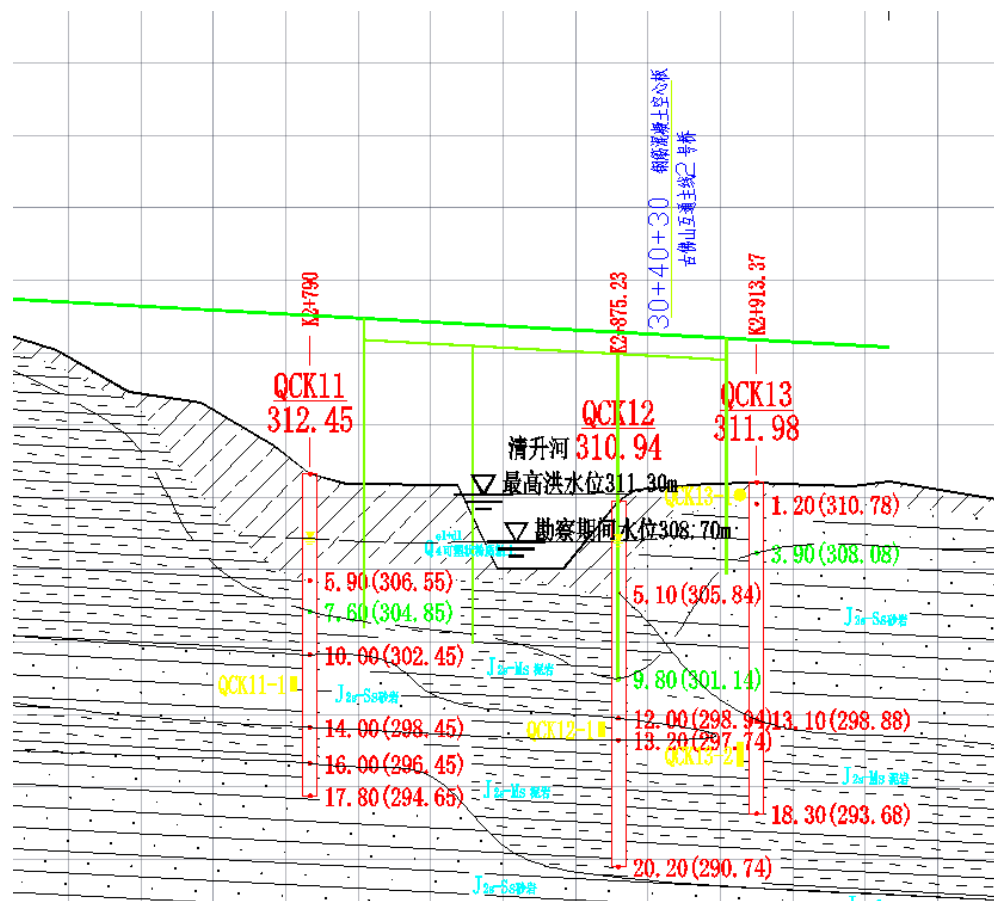 30+40+30 钢筋混凝土空心板
古佛山互通主线2号桥
K2+790
K2+875.23
K2+913.37
QCK11
312.45
QCK12
310.94
QCK13
311.98
清升河
最高洪水位311.30m
勘察期间水位308.70m
QCK13-
1.20(310.78)
3.90(308.08)
5.90(306.55)
7.60(304.85)
5.10(305.84)
J2s-Ss砂岩
10.00(302.45)
J2s-Ms 泥岩
9.80(301.14)
QCK11-1
J2s-Ss砂岩
12.00(298.94)
13.10(298.88)
14.00(298.45)
QCK12-1
13.20(297.74)
QCK13-2
16.00(296.45)
J2s-Ms 泥岩
J2s-Ms 泥岩
17.80(294.65)
18.30(293.68)
20.20(290.74)
J2s-Ss砂岩